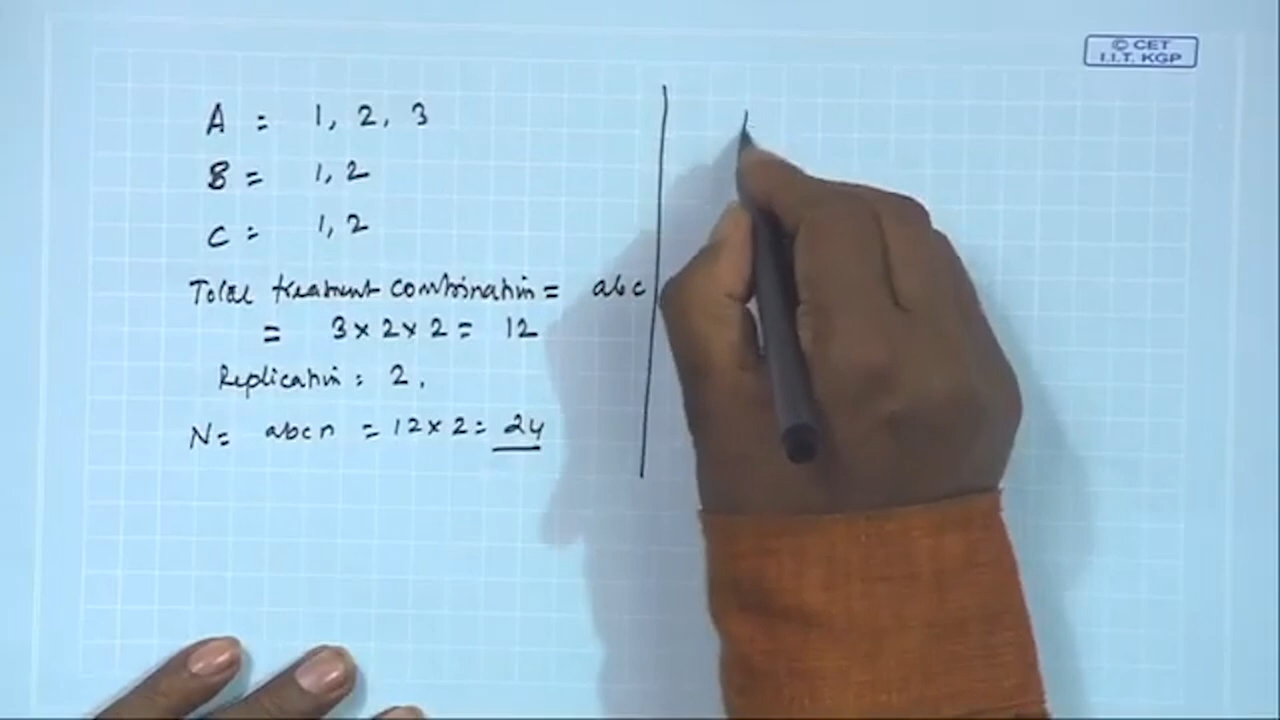 © CET
I.I.T. KGP
A = 1, 2, 3
B = 1, 2
C = 1, 2
Total treatment combination = abc
= 3 x 2 x 2 = 12
Replication = 2.
N = abcn = 12 x 2 = 24